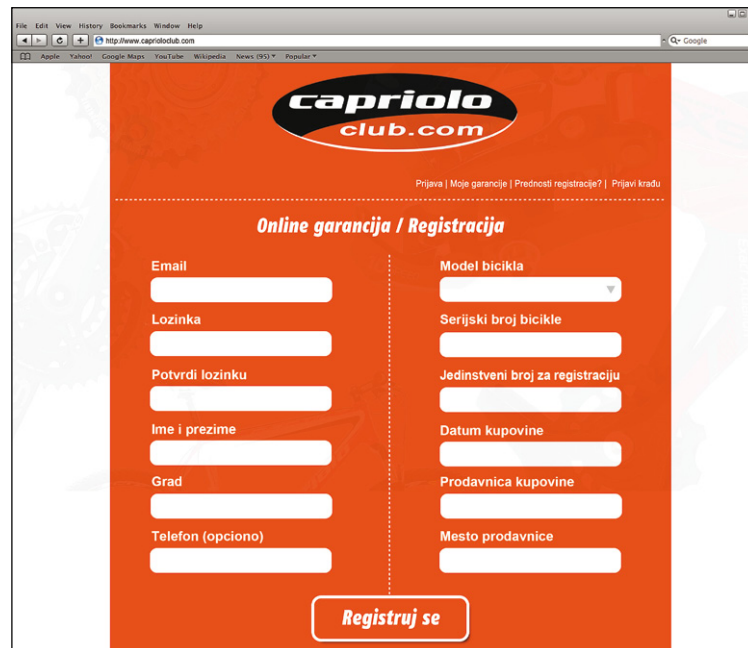 File Edit View History Bookmarks Window Help
http://www.caprioloclub.com
Google
Apple Yahoo! Google Maps YouTube Wikipedia News (95) Popular
capriolo
club.com
Prijava | Moje garancije | Prednosti registracije? | Prijavi krađu
Online garancija / Registracija
Email
Lozinka
Potvrdi lozinku
Ime i prezime
Grad
Telefon (opciono)
Model bicikla
Serijski broj bicikle
Jedinstveni broj za registraciju
Datum kupovine
Prodavnica kupovine
Mesto prodavnice
Registruj se